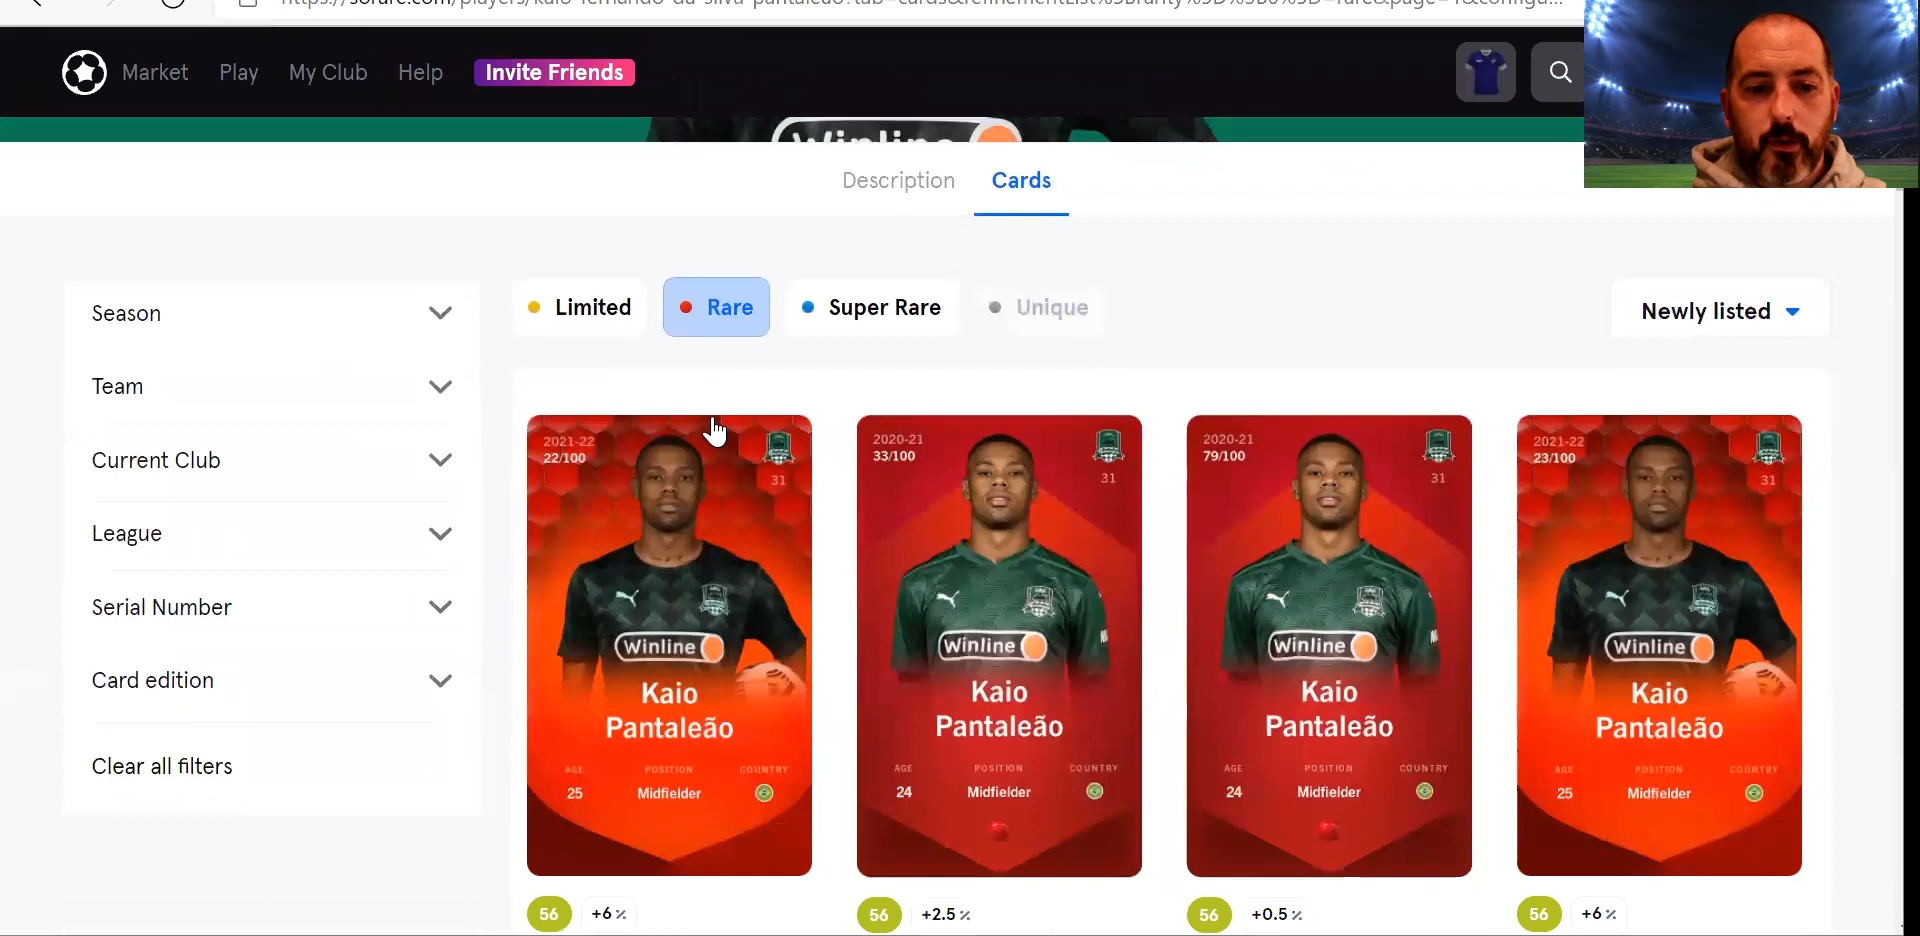 Market Play My Club Help Invite Friends
Winline
Description Cards
Season
Team
Current Club
League
Serial Number
Card edition
Clear all filters
Limited Rare Super Rare Unique
Newly listed
2021-22
22/100
31
Winline
Kaio
Pantaleão
AGE POSITION COUNTRY
25 Midfielder
56 +6 %
2020-21
33/100
31
Winline
Kaio
Pantaleão
AGE POSITION COUNTRY
24 Midfielder
56 +2.5 %
2020-21
79/100
31
Winline
Kaio
Pantaleão
AGE POSITION COUNTRY
24 Midfielder
56 +0.5 %
2021-22
23/100
31
Winline
Kaio
Pantaleão
AGE POSITION COUNTRY
25 Midfielder
56 +6 %